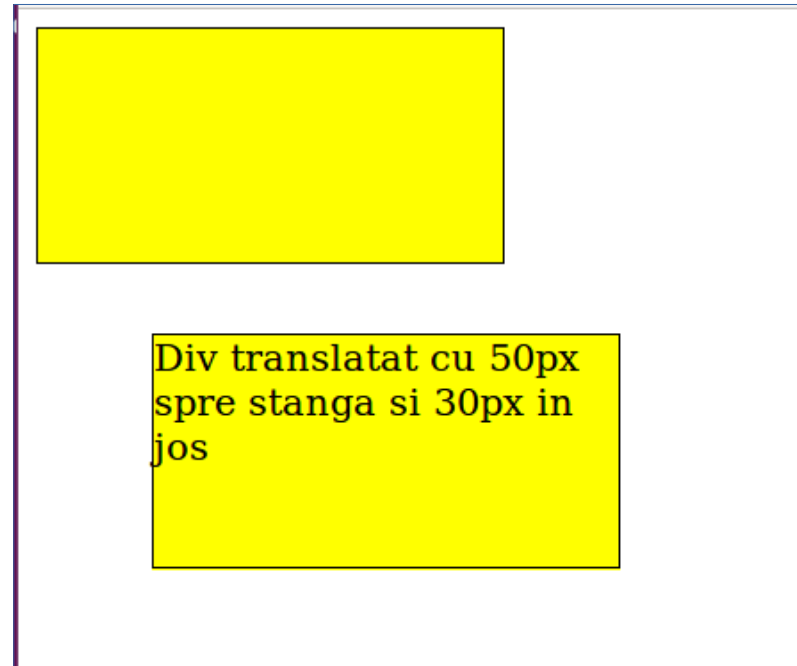 Div translatat cu 50px
spre stanga si 30px in
jos